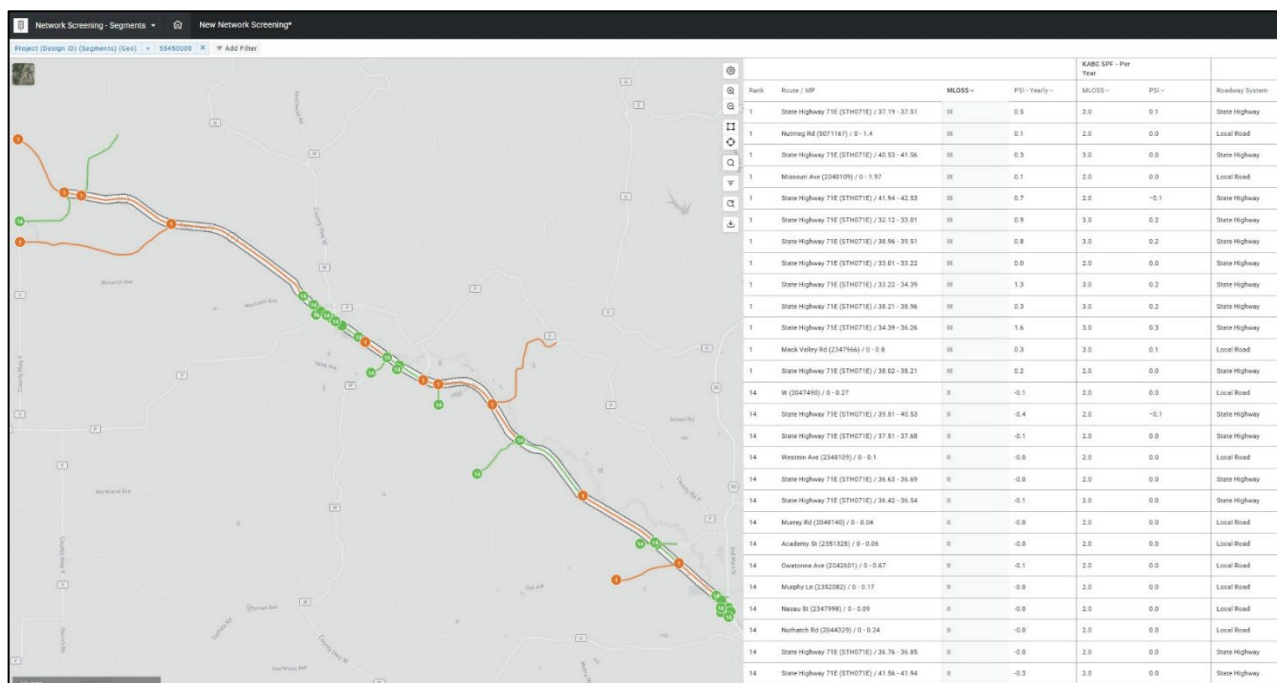 Network Screening - Segments
New Network Screening*
Project (Design ID) (Segments) (Geo) = 55450000 × Add Filter
KABC SPF - Per Year
Rank Route / MP MLOSS PSI - Yearly MLOSS PSI Roadway System
1 State Highway 71E (STH071E) / 37.19 - 37.51 III 0.5 3.0 0.1 State Highway
1 Nutmeg Rd (5071167) / 0 - 1.4 III 0.1 2.0 0.0 Local Road
1 State Highway 71E (STH071E) / 40.53 - 41.56 III 0.3 3.0 0.0 State Highway
1 Missouri Ave (2040109) / 0 - 1.97 III 0.1 2.0 0.0 Local Road
1 State Highway 71E (STH071E) / 41.94 - 42.53 III 0.7 2.0 -0.1 State Highway
1 State Highway 71E (STH071E) / 32.12 - 33.01 III 0.9 3.0 0.2 State Highway
1 State Highway 71E (STH071E) / 38.96 - 39.51 III 0.8 3.0 0.2 State Highway
1 State Highway 71E (STH071E) / 33.01 - 33.22 III 0.0 2.0 0.0 State Highway
1 State Highway 71E (STH071E) / 33.22 - 34.39 III 1.3 3.0 0.2 State Highway
1 State Highway 71E (STH071E) / 38.21 - 38.96 III 0.3 3.0 0.2 State Highway
1 State Highway 71E (STH071E) / 34.39 - 36.26 III 1.6 3.0 0.3 State Highway
1 Mack Valley Rd (2347966) / 0 - 0.8 III 0.3 3.0 0.1 Local Road
1 State Highway 71E (STH071E) / 38.02 - 38.21 III 0.2 2.0 0.0 State Highway
14 W (2047490) / 0 - 0.27 II -0.1 2.0 0.0 Local Road
14 State Highway 71E (STH071E) / 39.51 - 40.53 II -0.4 2.0 -0.1 State Highway
14 State Highway 71E (STH071E) / 37.51 - 37.68 II -0.1 2.0 0.0 State Highway
14 Western Ave (2348109) / 0 - 0.1 II -0.0 2.0 0.0 Local Road
14 State Highway 71E (STH071E) / 36.63 - 36.69 II -0.0 2.0 0.0 State Highway
14 State Highway 71E (STH071E) / 36.42 - 36.54 II -0.1 2.0 0.0 State Highway
14 Murrey Rd (2048140) / 0 - 0.04 II -0.0 2.0 0.0 Local Road
14 Academy St (2351328) / 0 - 0.06 II -0.0 2.0 0.0 Local Road
14 Owatonna Ave (2042601) / 0 - 0.67 II -0.1 2.0 0.0 Local Road
14 Murphy Ln (2352082) / 0 - 0.17 II -0.0 2.0 0.0 Local Road
14 Nasau St (2347998) / 0 - 0.09 II -0.0 2.0 0.0 Local Road
14 Nuthatch Rd (2044329) / 0 - 0.24 II -0.0 2.0 0.0 Local Road
14 State Highway 71E (STH071E) / 36.76 - 36.85 II -0.0 2.0 0.0 State Highway
14 State Highway 71E (STH071E) / 41.56 - 41.94 II -0.3 2.0 0.0 State Highway
County Hwy W
Monarch Ave
County Hwy V
County Rd P
County Hwy W